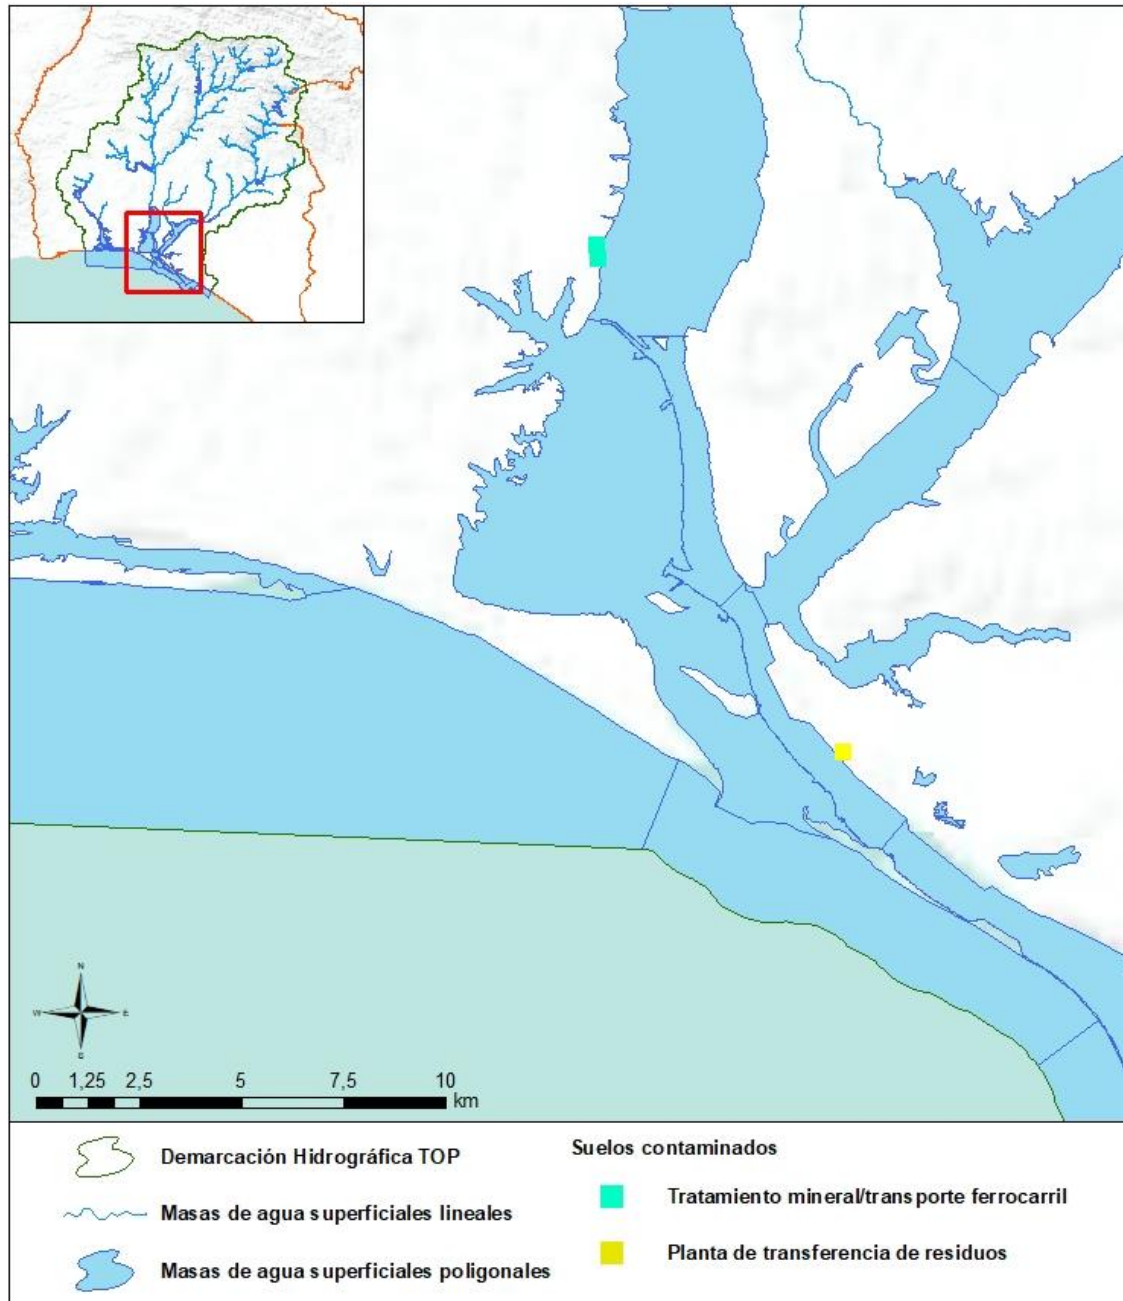 N
W E
S
0 1,25 2,5 5 7,5 10
km
Demarcación Hidrográfica TOP
Masas de agua superficiales lineales
Masas de agua superficiales poligonales
Suelos contaminados
Tratamiento mineral/transporte ferrocarril
Planta de transferencia de residuos